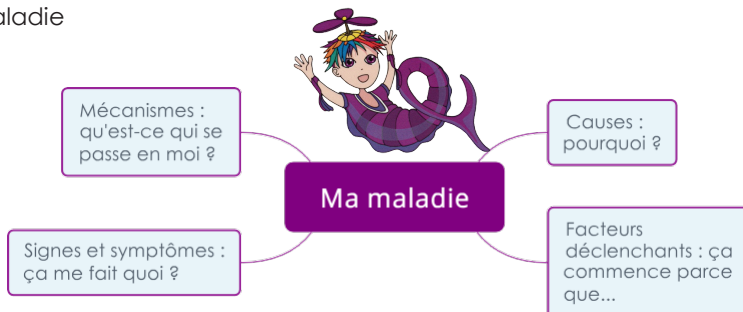 Mécanismes :
qu'est-ce qui se
passe en moi ?
Causes :
pourquoi ?
Ma maladie
Signes et symptômes :
ça me fait quoi ?
Facteurs
déclenchants : ça
commence parce
que...